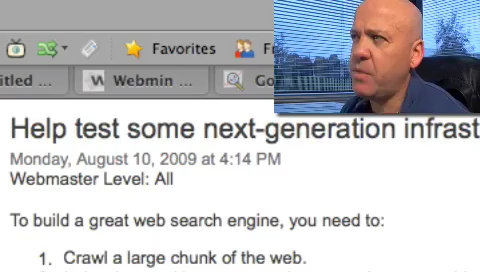 Favorites
Webmin ...
Help test some next-generation infrast
Monday, August 10, 2009 at 4:14 PM
Webmaster Level: All
To build a great web search engine, you need to:
1. Crawl a large chunk of the web.